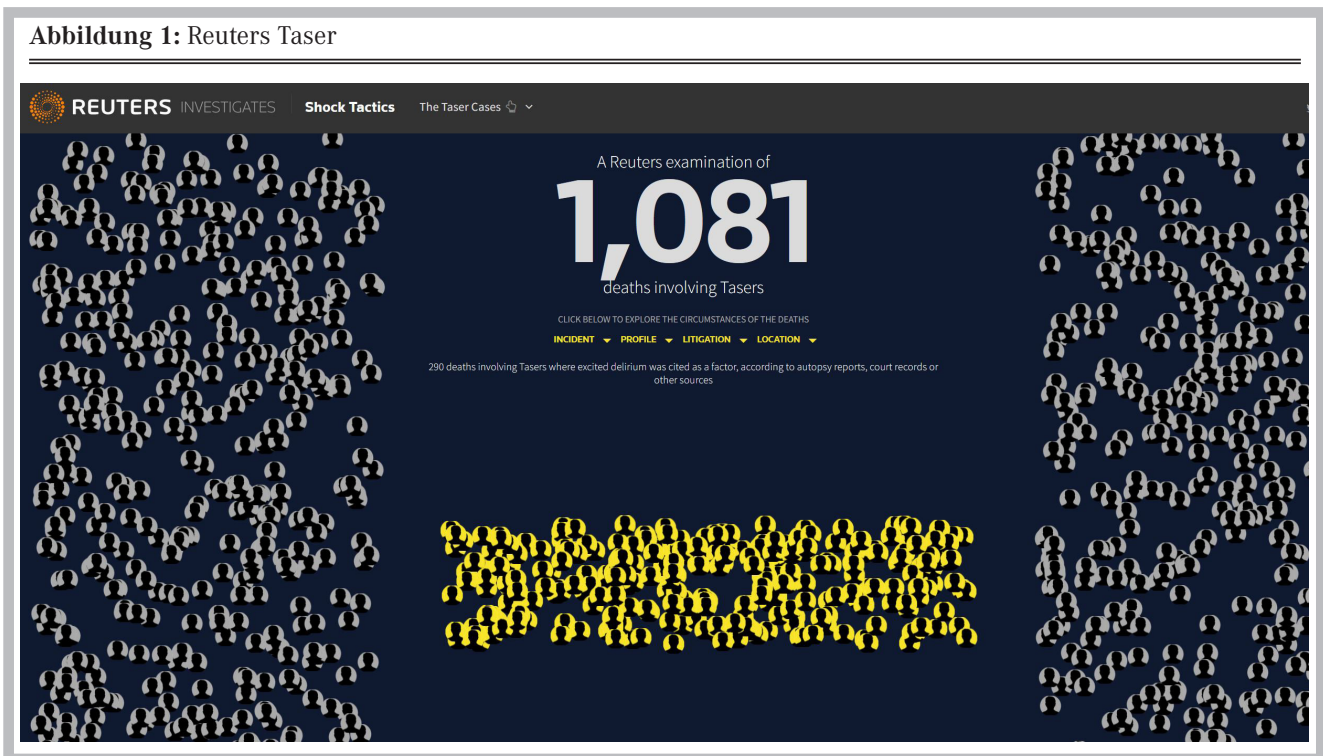 Abbildung 1: Reuters Taser
REUTERS INVESTIGATES Shock Tactics The Taser Cases
A Reuters examination of
1,081
deaths involving Tasers
CLICK BELOW TO EXPLORE THE CIRCUMSTANCES OF THE DEATHS
INCIDENT PROFILE LITIGATION LOCATION
290 deaths involving Tasers where excited delirium was cited as a factor, according to autopsy reports, court records or
other sources